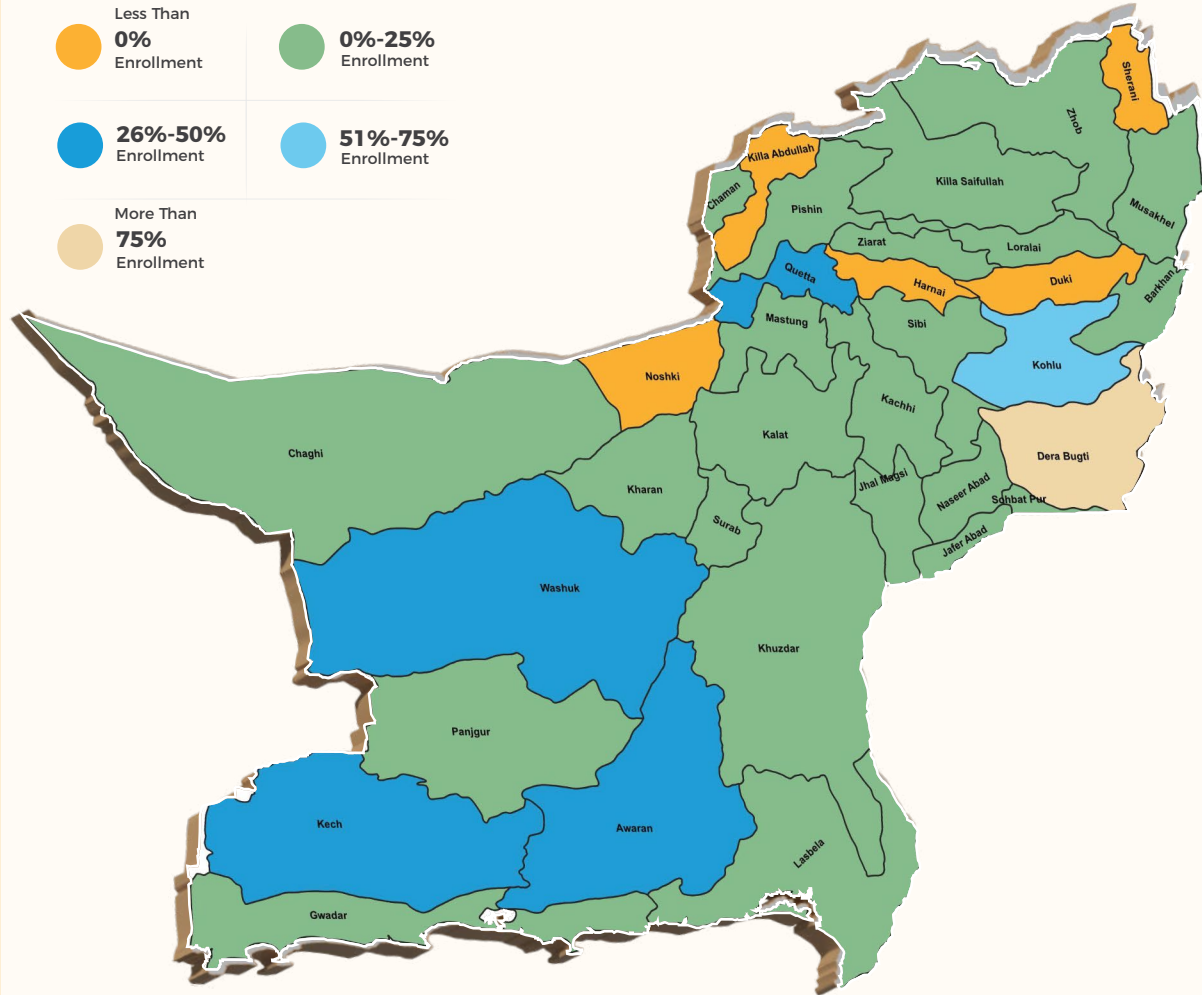 Less Than
0%
Enrollment
0%-25%
Enrollment
26%-50%
Enrollment
51%-75%
Enrollment
More Than
75%
Enrollment
Sherani
Zhob
Killa Abdullah
Killa Saifullah
Chaman
Pishin
Musakhel
Ziarat
Loralai
Quetta
Harnai
Duki
Barkhan
Mastung
Sibi
Kohlu
Noshki
Kachhi
Kalat
Chaghi
Dera Bugti
Kharan
Jhal Magsi
Naseer Abad
Sohbat Pur
Surab
Jafer Abad
Washuk
Khuzdar
Panjgur
Kech
Awaran
Lasbela
Gwadar